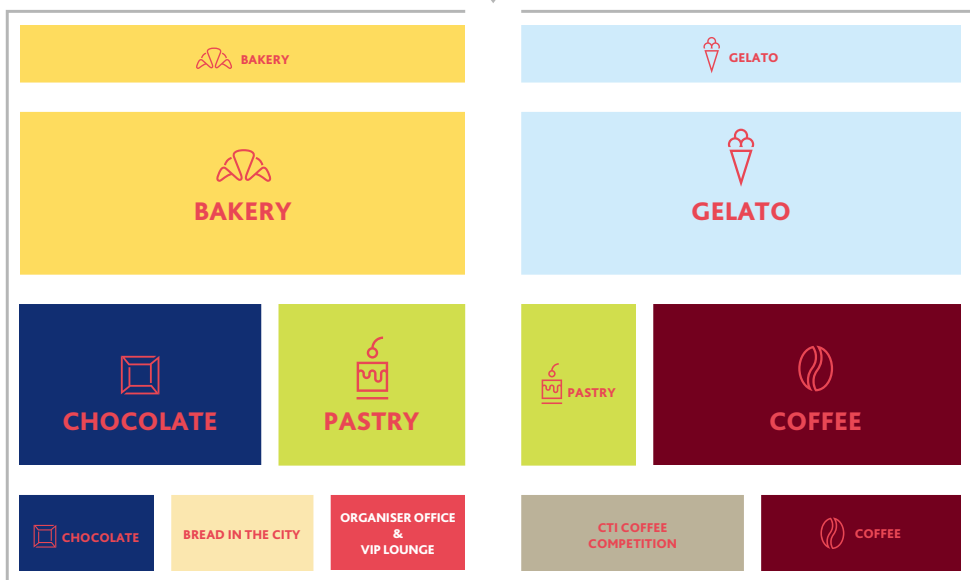 BAKERY
GELATO
BAKERY
GELATO
CHOCOLATE
PASTRY
PASTRY
COFFEE
CHOCOLATE
BREAD IN THE CITY
ORGANISER OFFICE
&
VIP LOUNGE
CTI COFFEE
COMPETITION
COFFEE